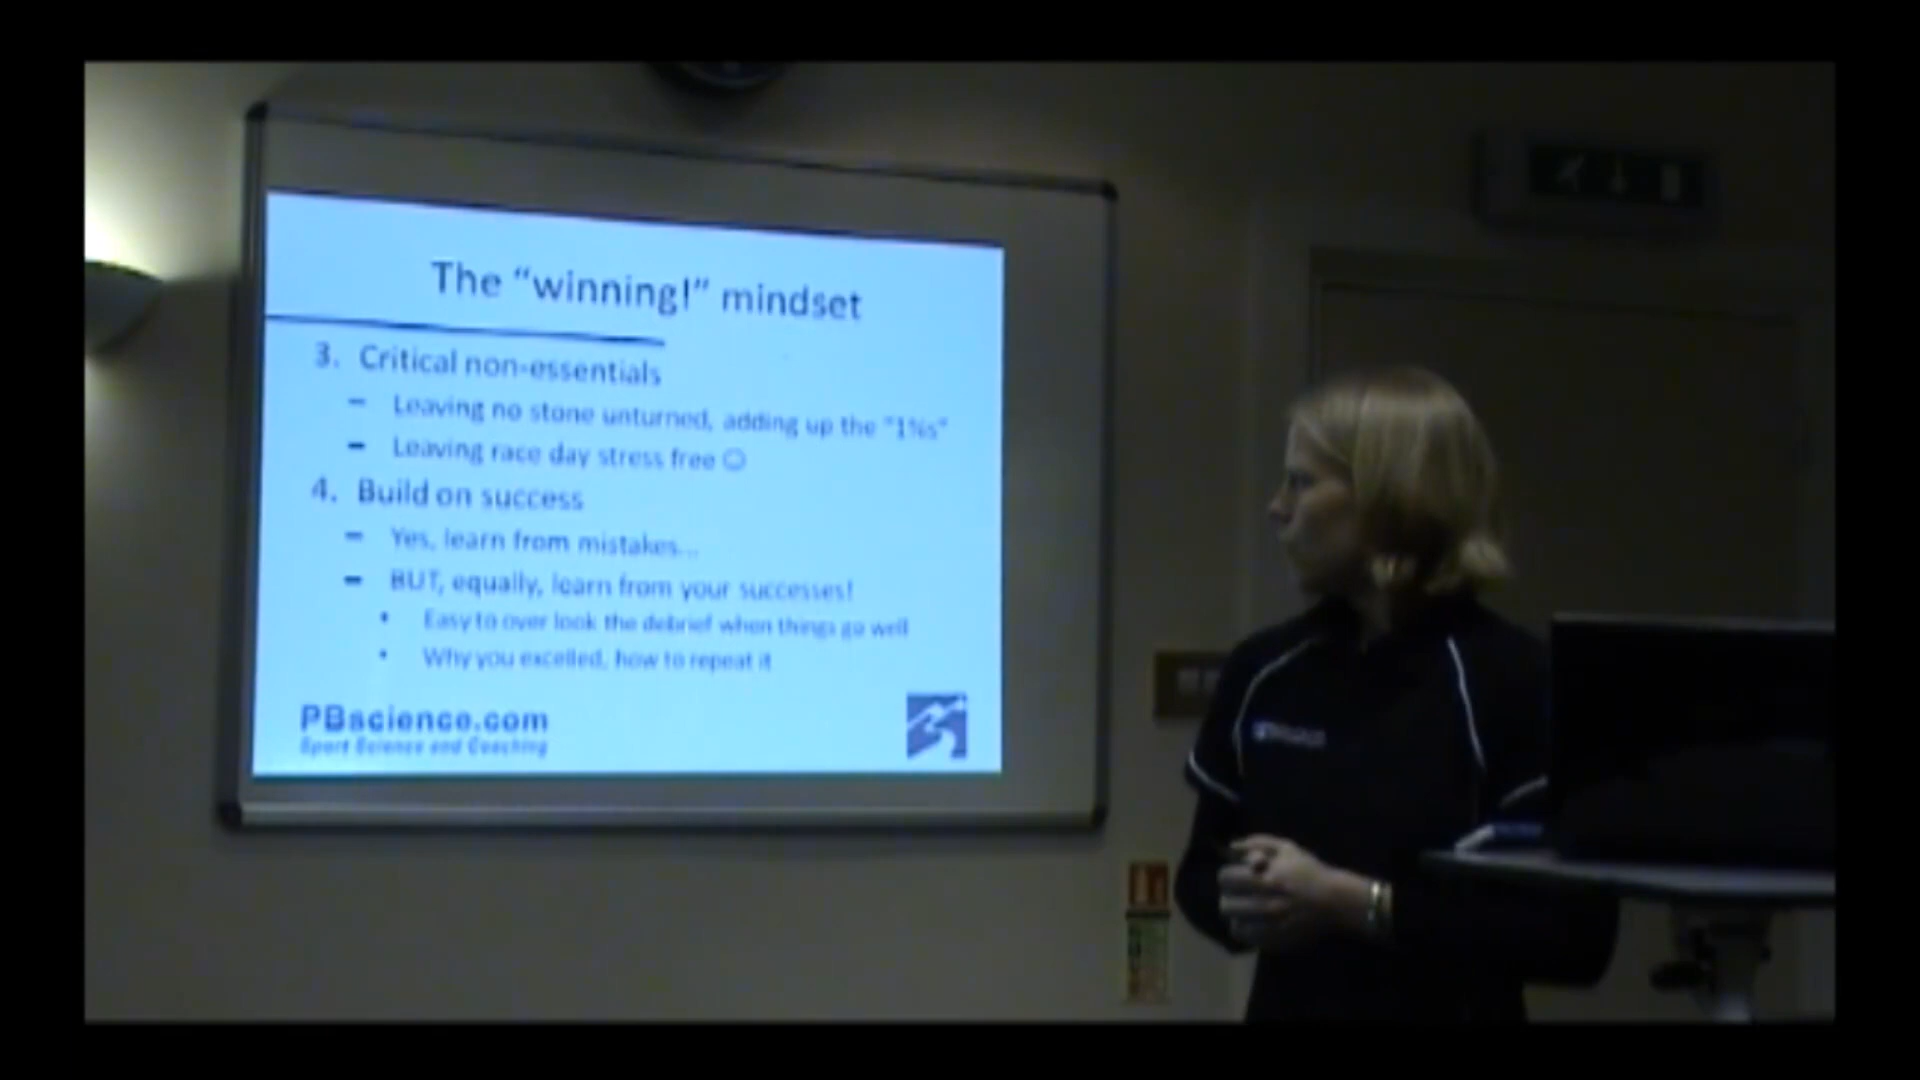 The “winning!” mindset
3. Critical non-essentials
– Leaving no stone unturned, adding up the "1%s"
– Leaving race day stress free ☺
4. Build on success
– Yes, learn from mistakes...
– BUT, equally, learn from your successes!
• Easy to over look the debrief when things go well
• Why you excelled, how to repeat it
PBscience.com
Sport Science and Coaching